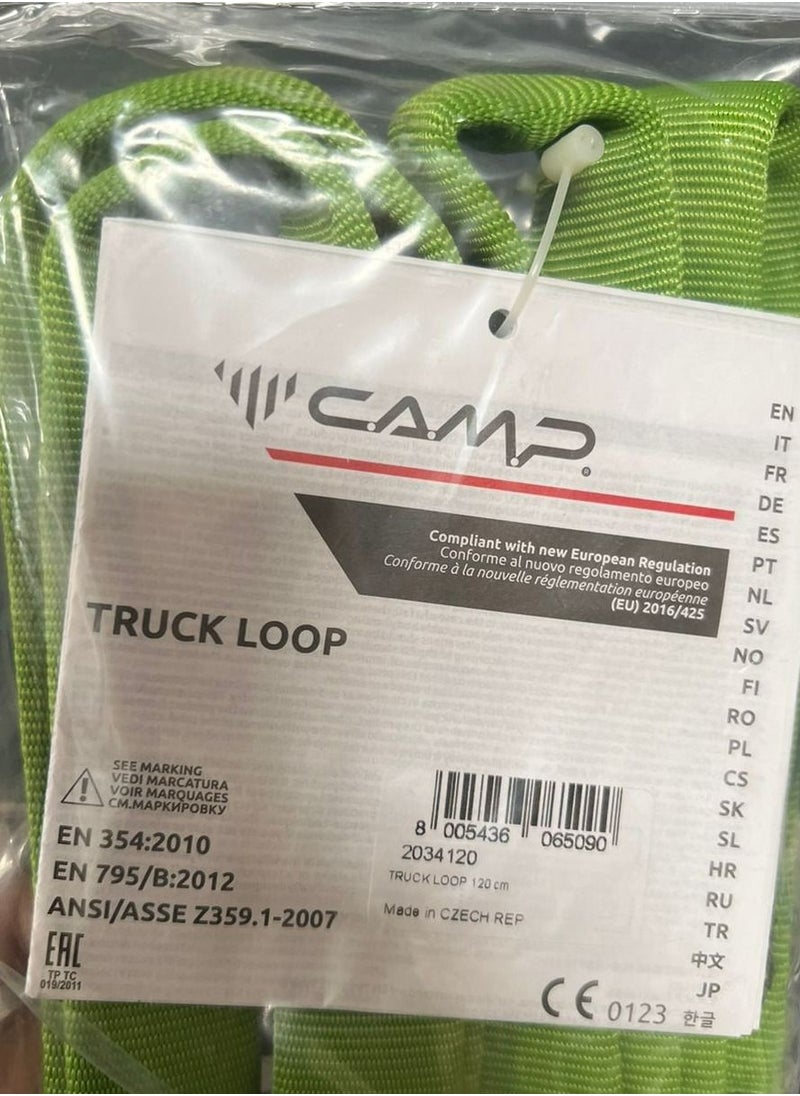 C.A.M.P.®
Compliant with new European Regulation
Conforme al nuovo regolamento europeo
Conforme à la nouvelle réglementation européenne
(EU) 2016/425
TRUCK LOOP
SEE MARKING
VEDI MARCATURA
VOIR MARQUAGES
СМ.МАРКИРОВКУ
EN 354:2010
EN 795/B:2012
ANSI/ASSE Z359.1-2007
EAC
TP TC
019/2011
8 005436 065090
2034120
TRUCK LOOP 120 cm
Made in CZECH REP
CE 0123
EN
IT
FR
DE
ES
PT
NL
SV
NO
FI
RO
PL
CS
SK
SL
HR
RU
TR
中文
JP
한글